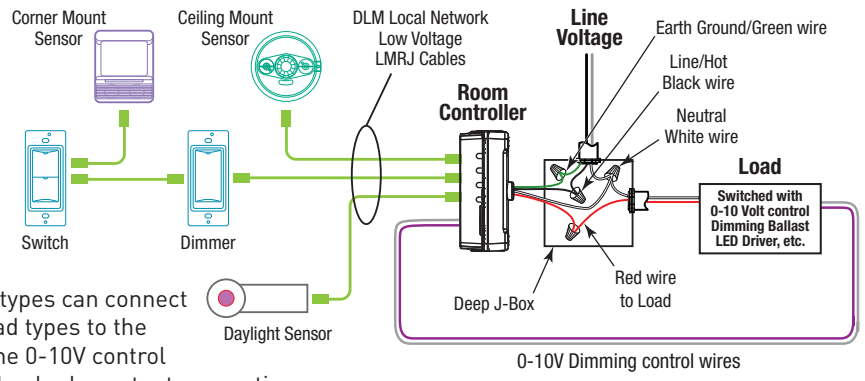 Corner Mount
Sensor
Ceiling Mount
Sensor
DLM Local Network
Low Voltage
LMRJ Cables
Line
Voltage
Earth Ground/Green wire
Line/Hot
Black wire
Neutral
White wire
Room
Controller
Load
Switched with
0-10 Volt control
Dimming Ballast
LED Driver, etc.
Switch
Dimmer
Daylight Sensor
Deep J-Box
Red wire
to Load
0-10V Dimming control wires
types can connect
ad types to the
ne 0-10V control